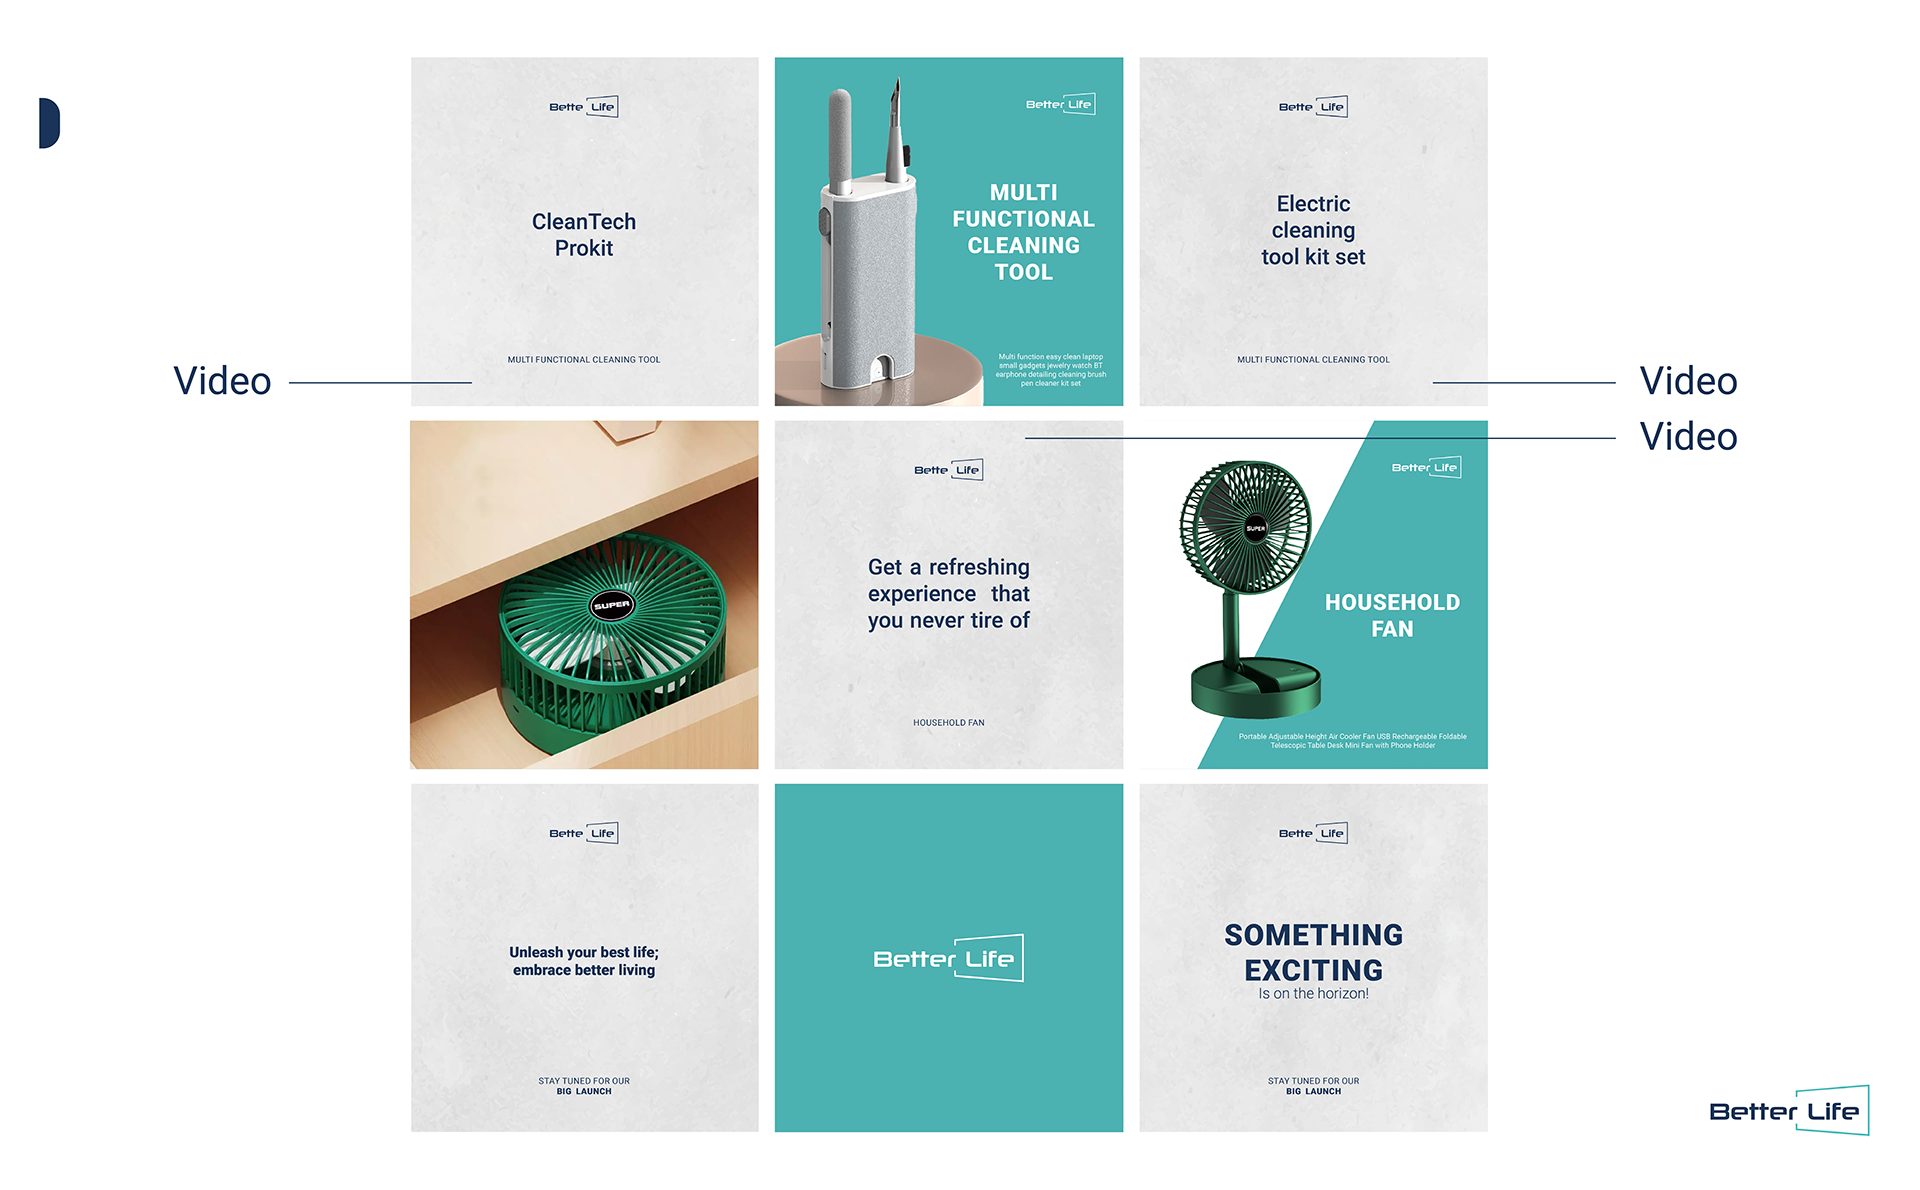 Bette Life
CleanTech
Prokit
MULTI FUNCTIONAL CLEANING TOOL
Better Life
MULTI
FUNCTIONAL
CLEANING
TOOL
Multi function easy clean laptop
small gadgets jewelry watch BT
earphone detailing cleaning brush
pen cleaner kit set
Bette Life
Electric
cleaning
tool kit set
MULTI FUNCTIONAL CLEANING TOOL
Video
Video
Video
SUPER
Bette Life
Get a refreshing
experience that
you never tire of
HOUSEHOLD FAN
Better Life
SUPER
HOUSEHOLD
FAN
Portable Adjustable Height Air Cooler Fan USB Rechargeable Foldable
Telescopic Table Desk Mini Fan with Phone Holder
Bette Life
Unleash your best life;
embrace better living
STAY TUNED FOR OUR
BIG LAUNCH
Better Life
Bette Life
SOMETHING
EXCITING
Is on the horizon!
STAY TUNED FOR OUR
BIG LAUNCH
Better Life